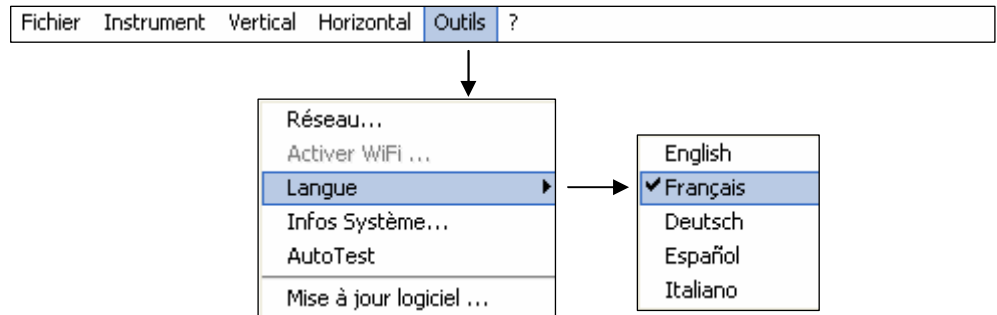 Fichier Instrument Vertical Horizontal Outils ?
Réseau...
Activer WiFi ...
Langue
Infos Système...
AutoTest
Mise à jour logiciel ...
English
Français
Deutsch
Español
Italiano